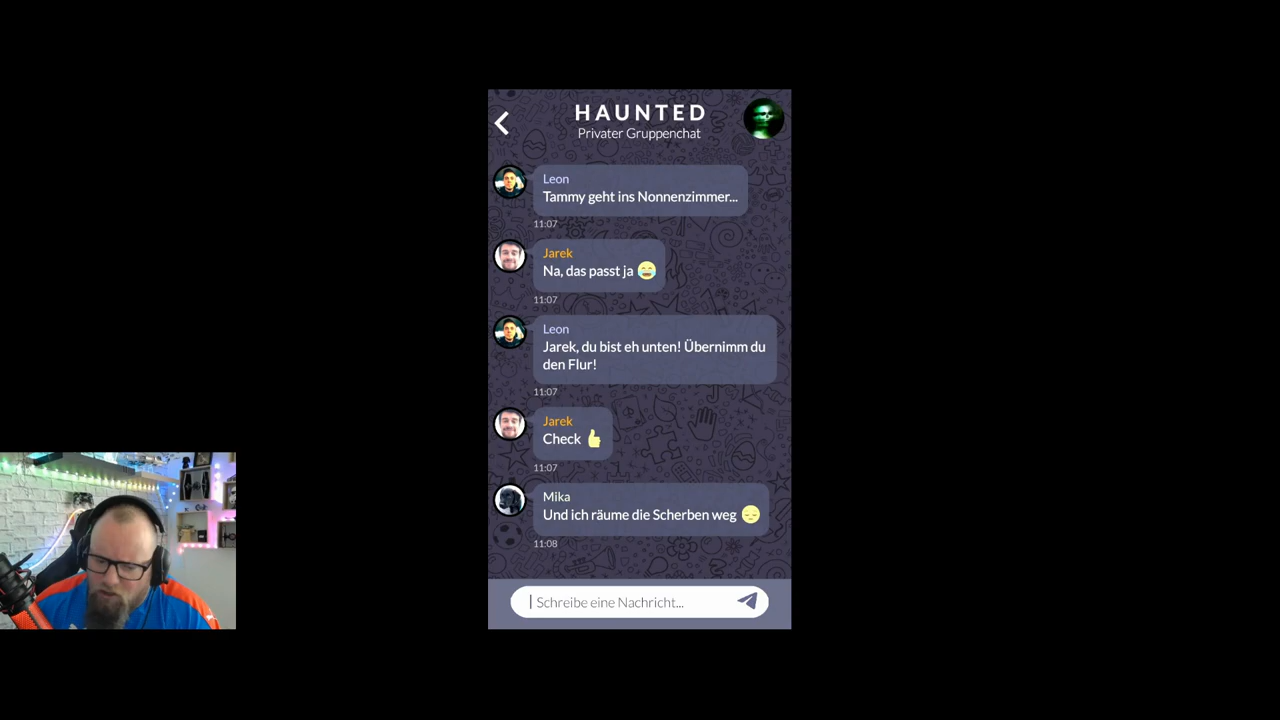 HAUNTED
Privater Gruppenchat
Leon
Tammy geht ins Nonnenzimmer...
11:07
Jarek
Na, das passt ja 😂
11:07
Leon
Jarek, du bist eh unten! Übernimm du
den Flur!
11:07
Jarek
Check 👍
11:07
Mika
Und ich räume die Scherben weg 😔
11:08
Schreibe eine Nachricht...